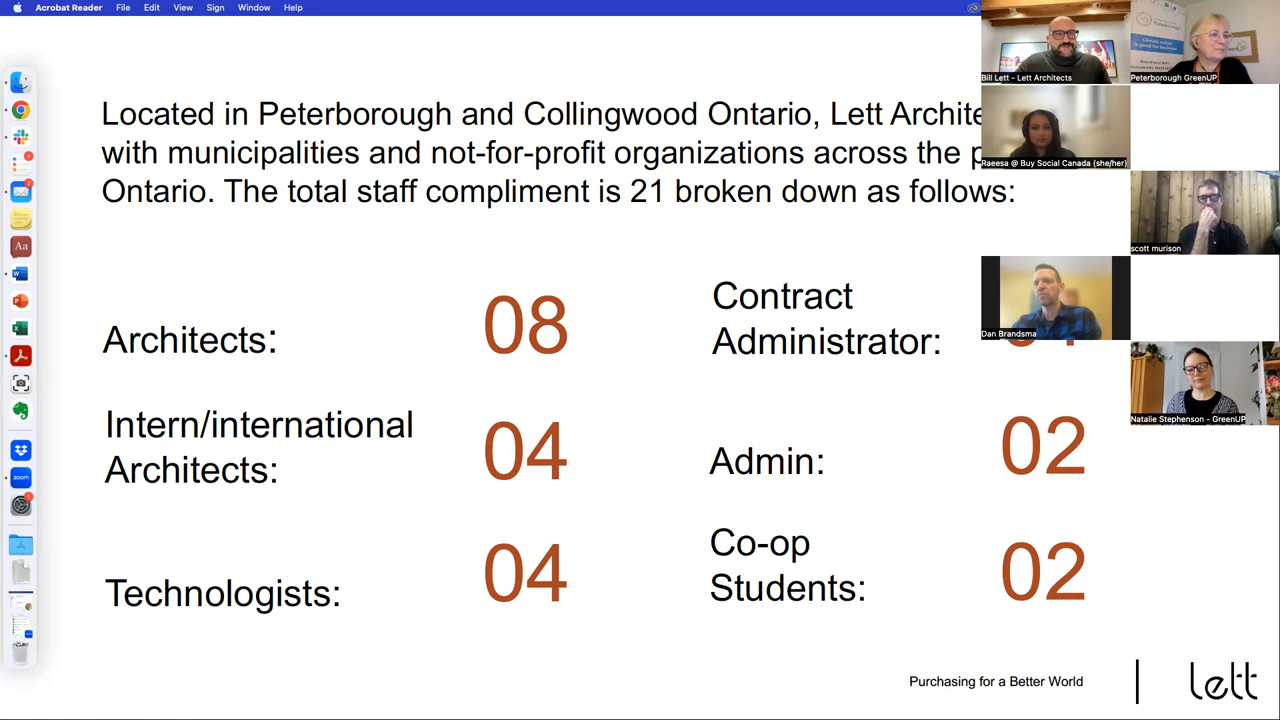 Acrobat Reader File Edit View Sign Window Help
Located in Peterborough and Collingwood Ontario, Lett Archite
with municipalities and not-for-profit organizations across the p
Ontario. The total staff compliment is 21 broken down as follows:
Architects:
08
Contract
Administrator:
Intern/international
Architects:
04
Admin:
02
Technologists:
04
Co-op
Students:
02
Purchasing for a Better World
lett
Bill Lett - Lett Architects
Peterborough GreenUP
Raeesa @ Buy Social Canada (she/her)
scott murison
Dan Brandsma
Natalie Stephenson - GreenUP
Aa
zoom